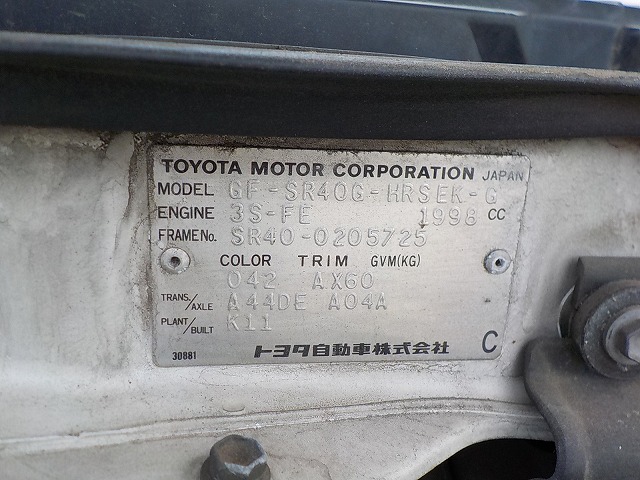 TOYOTA MOTOR CORPORATION JAPAN
MODEL GF-SR40G-HRSEK-G
ENGINE 3S-FE 1998 CC
FRAME No. SR40-0205725
COLOR TRIM GVM(KG)
042 AX60
TRANS./AXLE A44DE A04A
PLANT/BUILT K11
30881 トヨタ自動車株式会社 C